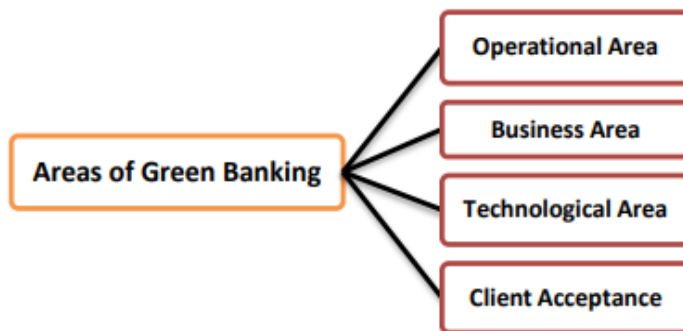 Areas of Green Banking
Operational Area
Business Area
Technological Area
Client Acceptance